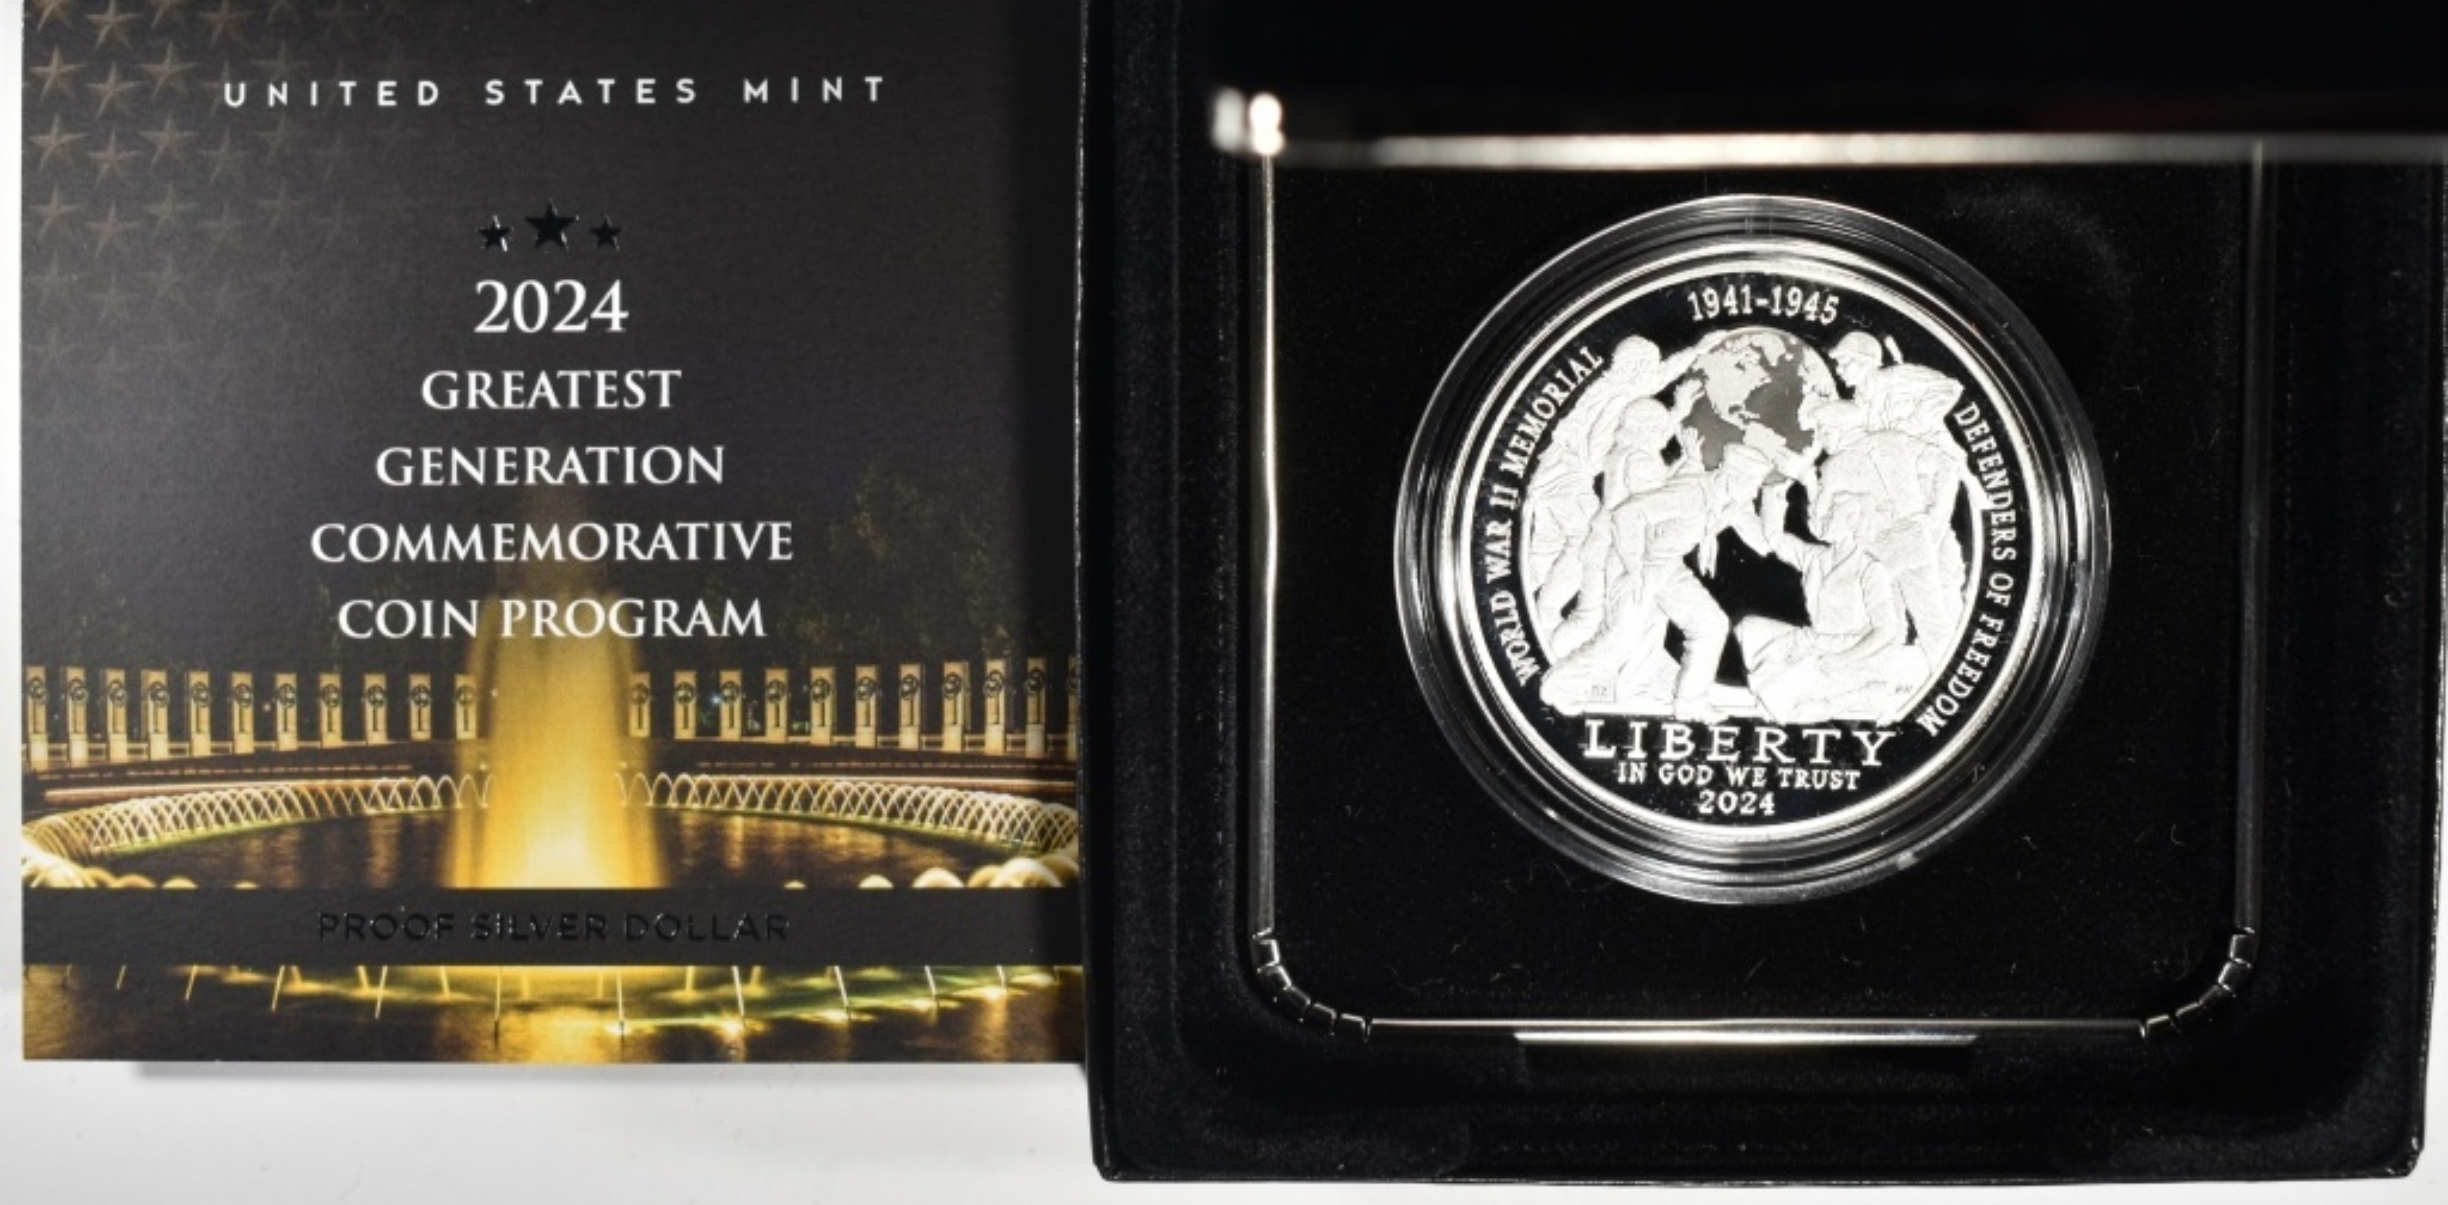 UNITED STATES MINT
2024
GREATEST
GENERATION
COMMEMORATIVE
COIN PROGRAM
PROOF SILVER DOLLAR
1941-1945
WORLD WAR II MEMORIAL
DEFENDERS OF FREEDOM
LIBERTY
IN GOD WE TRUST
2024